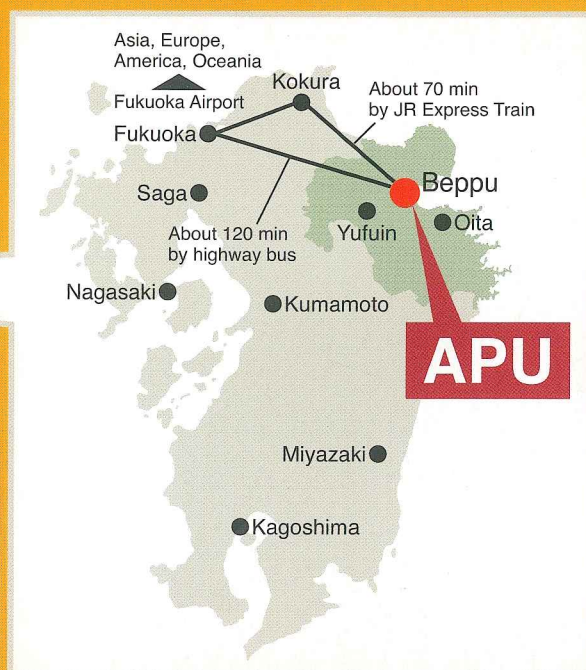 Asia, Europe,
America, Oceania
Fukuoka Airport
Kokura
About 70 min
by JR Express Train
Fukuoka
Beppu
Saga
Yufuin
Oita
About 120 min
by highway bus
Nagasaki
Kumamoto
APU
Miyazaki
Kagoshima